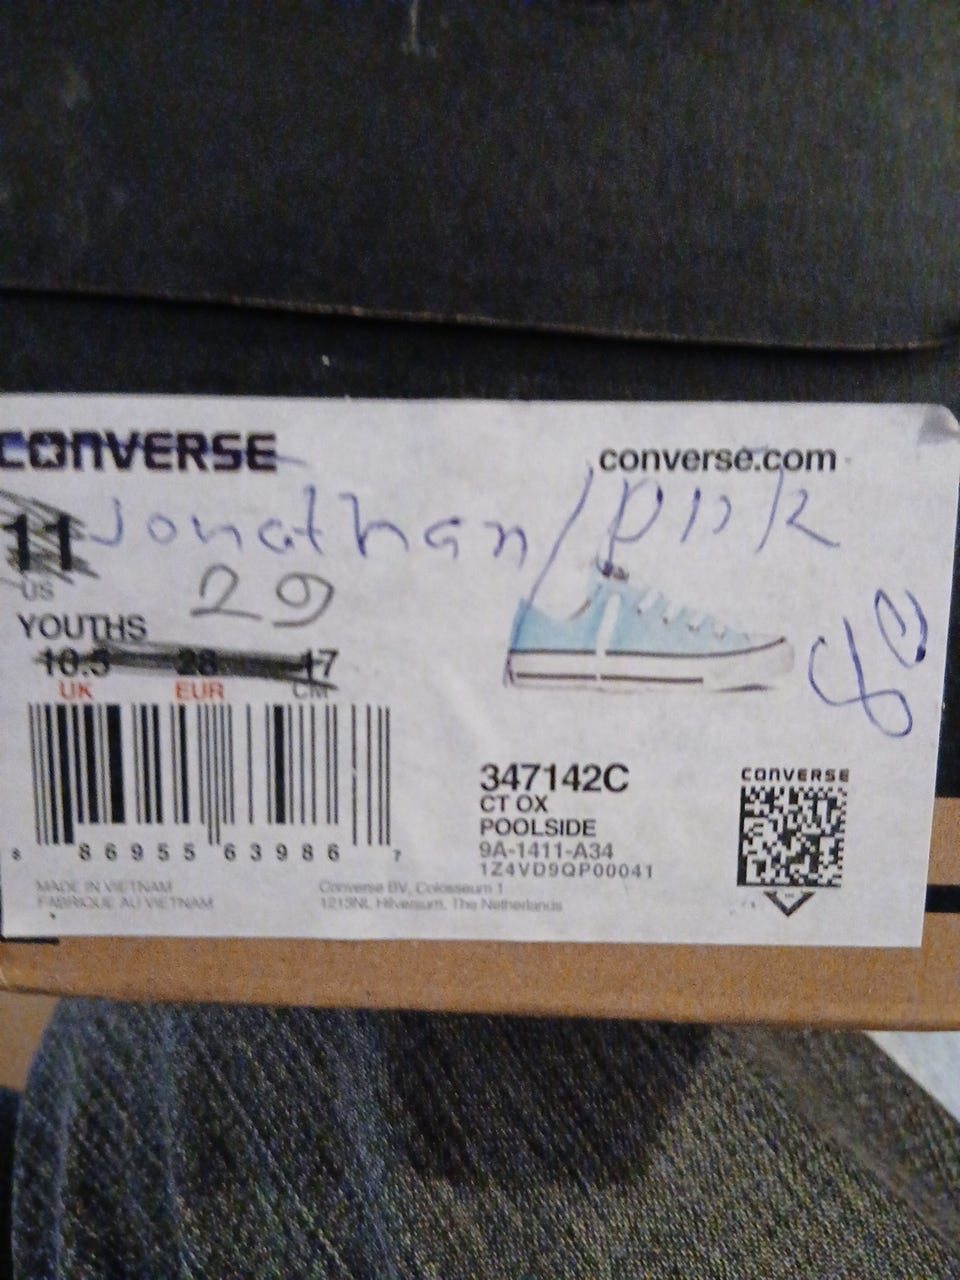 CONVERSE
converse.com
11 Jonathan / pink
US
29
YOUTHS
10.5 28 17
UK EUR CM
347142C
CT OX
POOLSIDE
9A-1411-A34
1Z4VD9QP00041
CONVERSE
8 86955 63986 7
MADE IN VIETNAM
FABRIQUE AU VIETNAM
Converse BV, Colosseum 1
1213NL Hilversum, The Netherlands